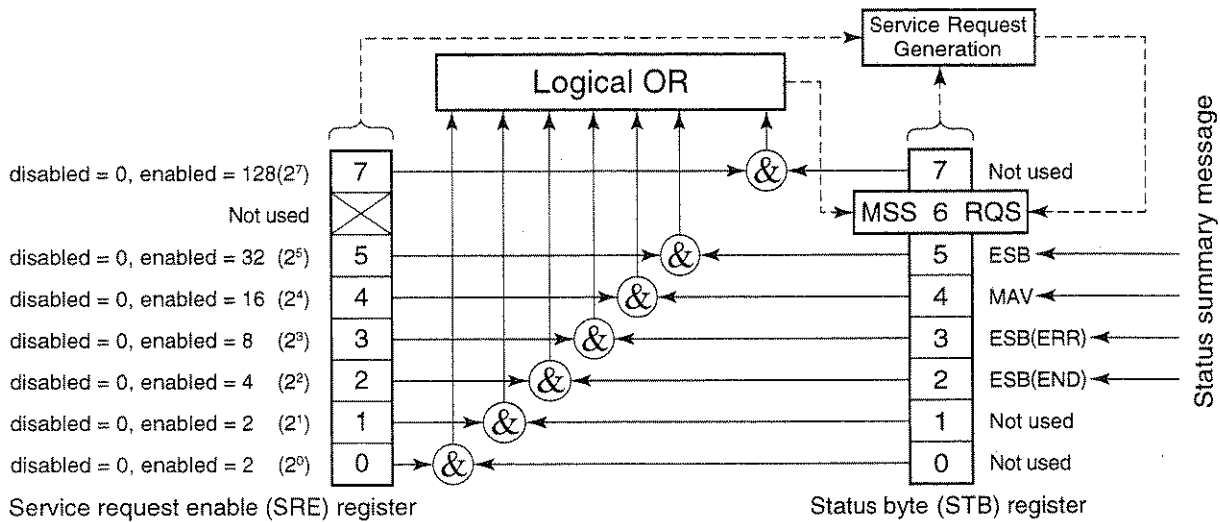 Service Request
Generation
Logical OR
disabled = 0, enabled = 128(2⁷)
7
&
7
Not used
Not used
MSS 6 RQS
disabled = 0, enabled = 32 (2⁵)
5
&
5
ESB
disabled = 0, enabled = 16 (2⁴)
4
&
4
MAV
disabled = 0, enabled = 8 (2³)
3
&
3
ESB(ERR)
disabled = 0, enabled = 4 (2²)
2
&
2
ESB(END)
disabled = 0, enabled = 2 (2¹)
1
&
1
Not used
disabled = 0, enabled = 2 (2⁰)
0
&
0
Not used
Service request enable (SRE) register
Status byte (STB) register
Status summary message